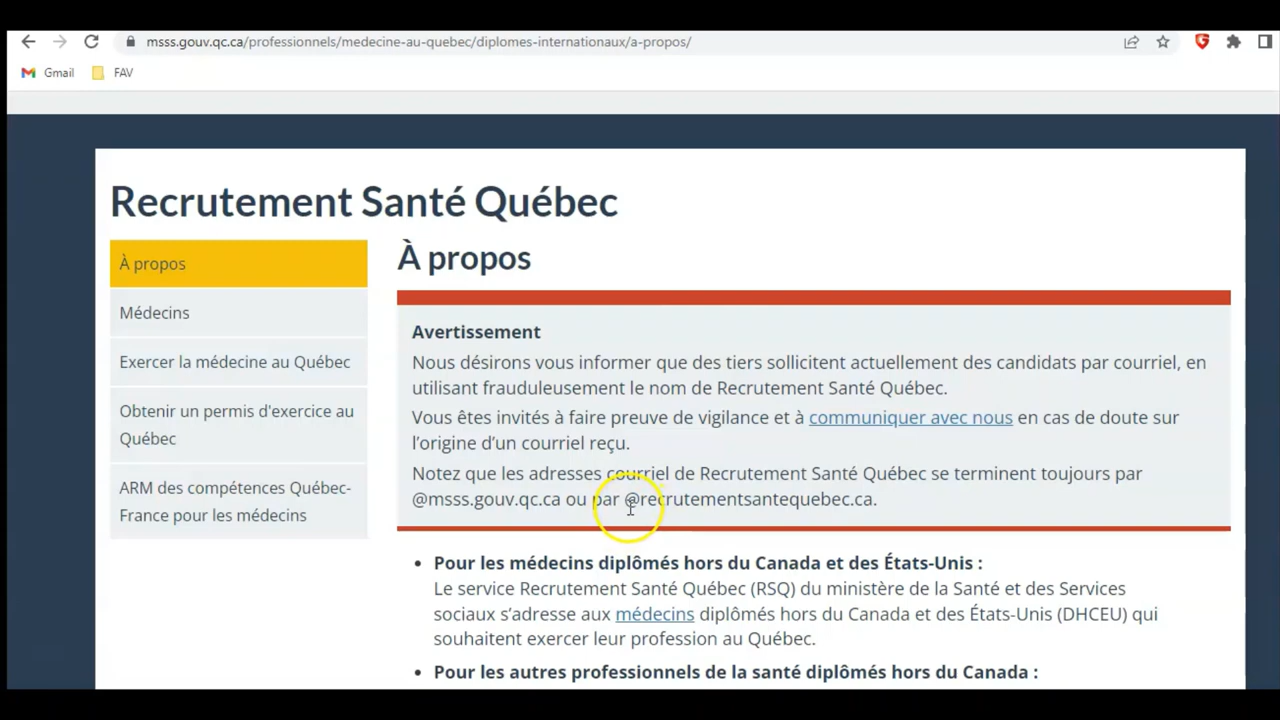 msss.gouv.qc.ca/professionnels/medecine-au-quebec/diplomes-internationaux/a-propos/
Gmail
FAV
Recrutement Santé Québec
À propos
Médecins
Exercer la médecine au Québec
Obtenir un permis d'exercice au
Québec
ARM des compétences Québec-
France pour les médecins
À propos
Avertissement
Nous désirons vous informer que des tiers sollicitent actuellement des candidats par courriel, en
utilisant frauduleusement le nom de Recrutement Santé Québec.
Vous êtes invités à faire preuve de vigilance et à communiquer avec nous en cas de doute sur
l’origine d’un courriel reçu.
Notez que les adresses courriel de Recrutement Santé Québec se terminent toujours par
@msss.gouv.qc.ca ou par @recrutementsantequebec.ca.
• Pour les médecins diplômés hors du Canada et des États-Unis :
Le service Recrutement Santé Québec (RSQ) du ministère de la Santé et des Services
sociaux s’adresse aux médecins diplômés hors du Canada et des États-Unis (DHCEU) qui
souhaitent exercer leur profession au Québec.
• Pour les autres professionnels de la santé diplômés hors du Canada :